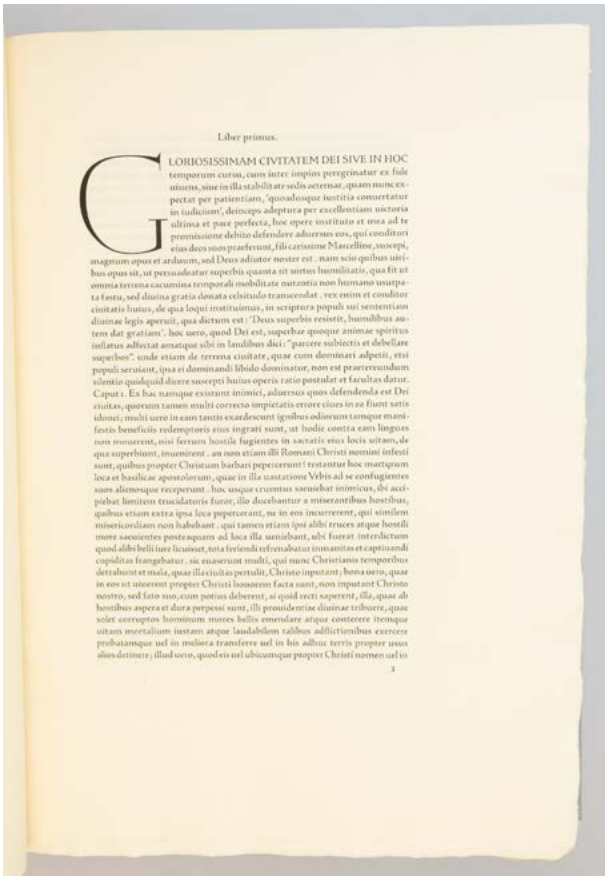 Liber primus.
GLORIOSISSIMAM CIVITATEM DEI SIVE IN HOC
temporum cursu, cum inter impios peregrinatur ex fide
uiuens, siue in illa stabilitate sedis aeternae, quam nunc ex-
pectat per patientiam, 'quoadusque iustitia conuertatur
in iudicium', deinceps adeptura per excellentiam uictoria
ultima et pace perfecta, hoc opere instituto et mea ad te
promissione debito defendere aduersus eos, qui conditori
eius deos suos praeferunt, fili carissime Marcelline, suscepi,
magnum opus et arduum, sed Deus adiutor noster est. nam scio quibus uiri-
bus opus sit, ut persuadeatur superbis quanta sit uirtus humilitatis, qua fit ut
omnia terrena cacumina temporali mobilitate nutantia non humano usurpa-
ta fastu, sed diuina gratia donata celsitudo transcendat. rex enim et conditor
ciuitatis huius, de qua loqui instituimus, in scriptura populi sui sententiam
diuinae legis aperuit, qua dictum est: 'Deus superbis resistit, humilibus au-
tem dat gratiam'. hoc uero, quod Dei est, superbae quoque animae spiritus
inflatus adfectat amatque sibi in laudibus dici: "parcere subiectis et debellare
superbos". unde etiam de terrena ciuitate, quae cum dominari adpetit, etsi
populi seruiant, ipsa ei dominandi libido dominatur, non est praetereundum
silentio quidquid dicere suscepti huius operis ratio postulat et facultas datur.
Caput 1. Ex hac namque existunt inimici, aduersus quos defendenda est Dei
ciuitas, quorum tamen multi correcto impietatis errore ciues in ea fiunt satis
idonei; multi uero in eam tantis exardescunt ignibus odiorum tamque mani-
festis beneficiis redemptoris eius ingrati sunt, ut hodie contra eam linguas
non mouerent, nisi ferrum hostile fugientes in sacratis eius locis uitam, de
qua superbiunt, inuenirent. an non etiam illi Romani Christi nomini infesti
sunt, quibus propter Christum barbari pepercerunt? testantur hoc martyrum
loca et basilicae apostolorum, quae in illa uastatione Vrbis ad se confugientes
suos alienosque receperunt. hoc usque cruentus saeuiebat inimicus, ibi acci-
piebat limitem trucidatoris furor, illo ducebantur a miserantibus hostibus,
quibus etiam extra ipsa loca pepercerant, ne in eos incurrerent, qui similem
misericordiam non habebant. qui tamen etiam ipsi alibi truces atque hostili
more saeuientes posteaquam ad loca illa ueniebant, ubi fuerat interdictum
quod alibi belli iure licuisset, tota feriendi refrenabatur inmanitas et captiuandi
cupiditas frangebatur. sic euaserunt multi, qui nunc Christianis temporibus
detrahunt et mala, quae illa ciuitas pertulit, Christo inputant; bona uero, quae
in eos ut uiuerent propter Christi honorem facta sunt, non inputant Christo
nostro, sed fato suo, cum potius deberent, si quid recti saperent, illa, quae ab
hostibus aspera et dura perpessi sunt, illi prouidentiae diuinae tribuere, quae
solet corruptos hominum mores bellis emendare atque conterere itemque
uitam mortalium iustam atque laudabilem talibus adflictionibus exercere
probatamque uel in meliora transferre uel in his adhuc terris propter usus
alios detinere; illud uero, quod eis uel ubicumque propter Christi nomen uel in